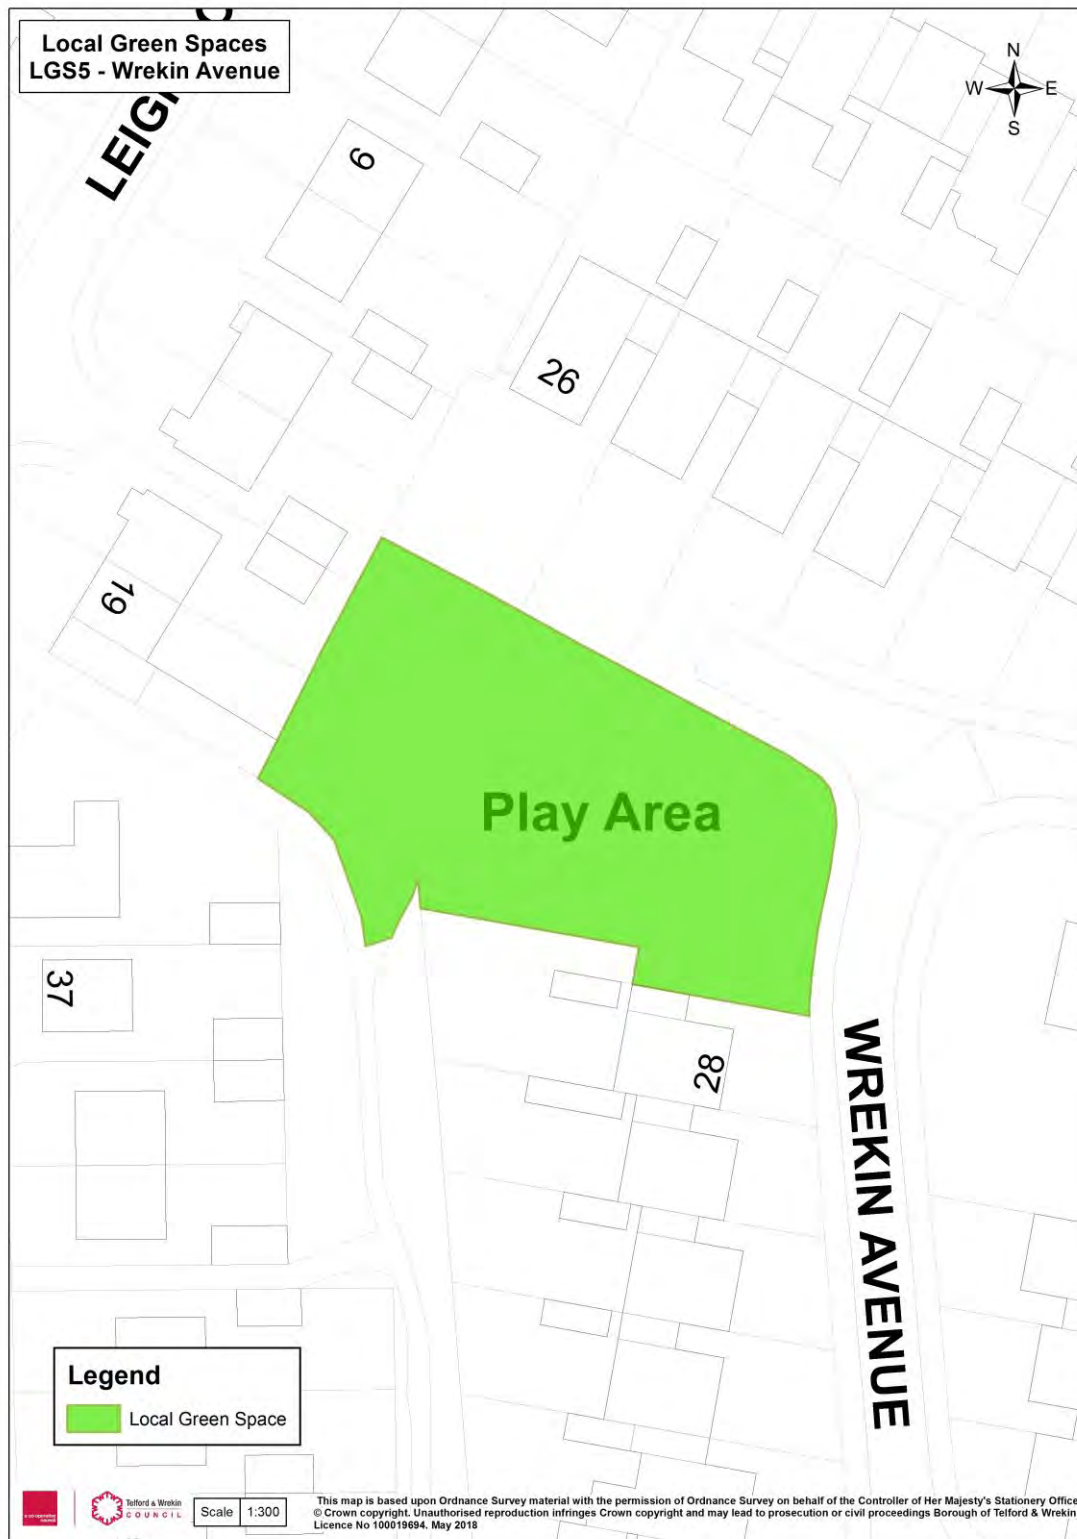 Local Green Spaces
LGS5 - Wrekin Avenue
N
W E
S
6
26
19
Play Area
37
28
WREKIN AVENUE
Legend
Local Green Space
Telford & Wrekin
COUNCIL
Scale 1:300
This map is based upon Ordnance Survey material with the permission of Ordnance Survey on behalf of the Controller of Her Majesty's Stationery Office
© Crown copyright. Unauthorised reproduction infringes Crown copyright and may lead to prosecution or civil proceedings Borough of Telford & Wrekin
Licence No 100019694. May 2018